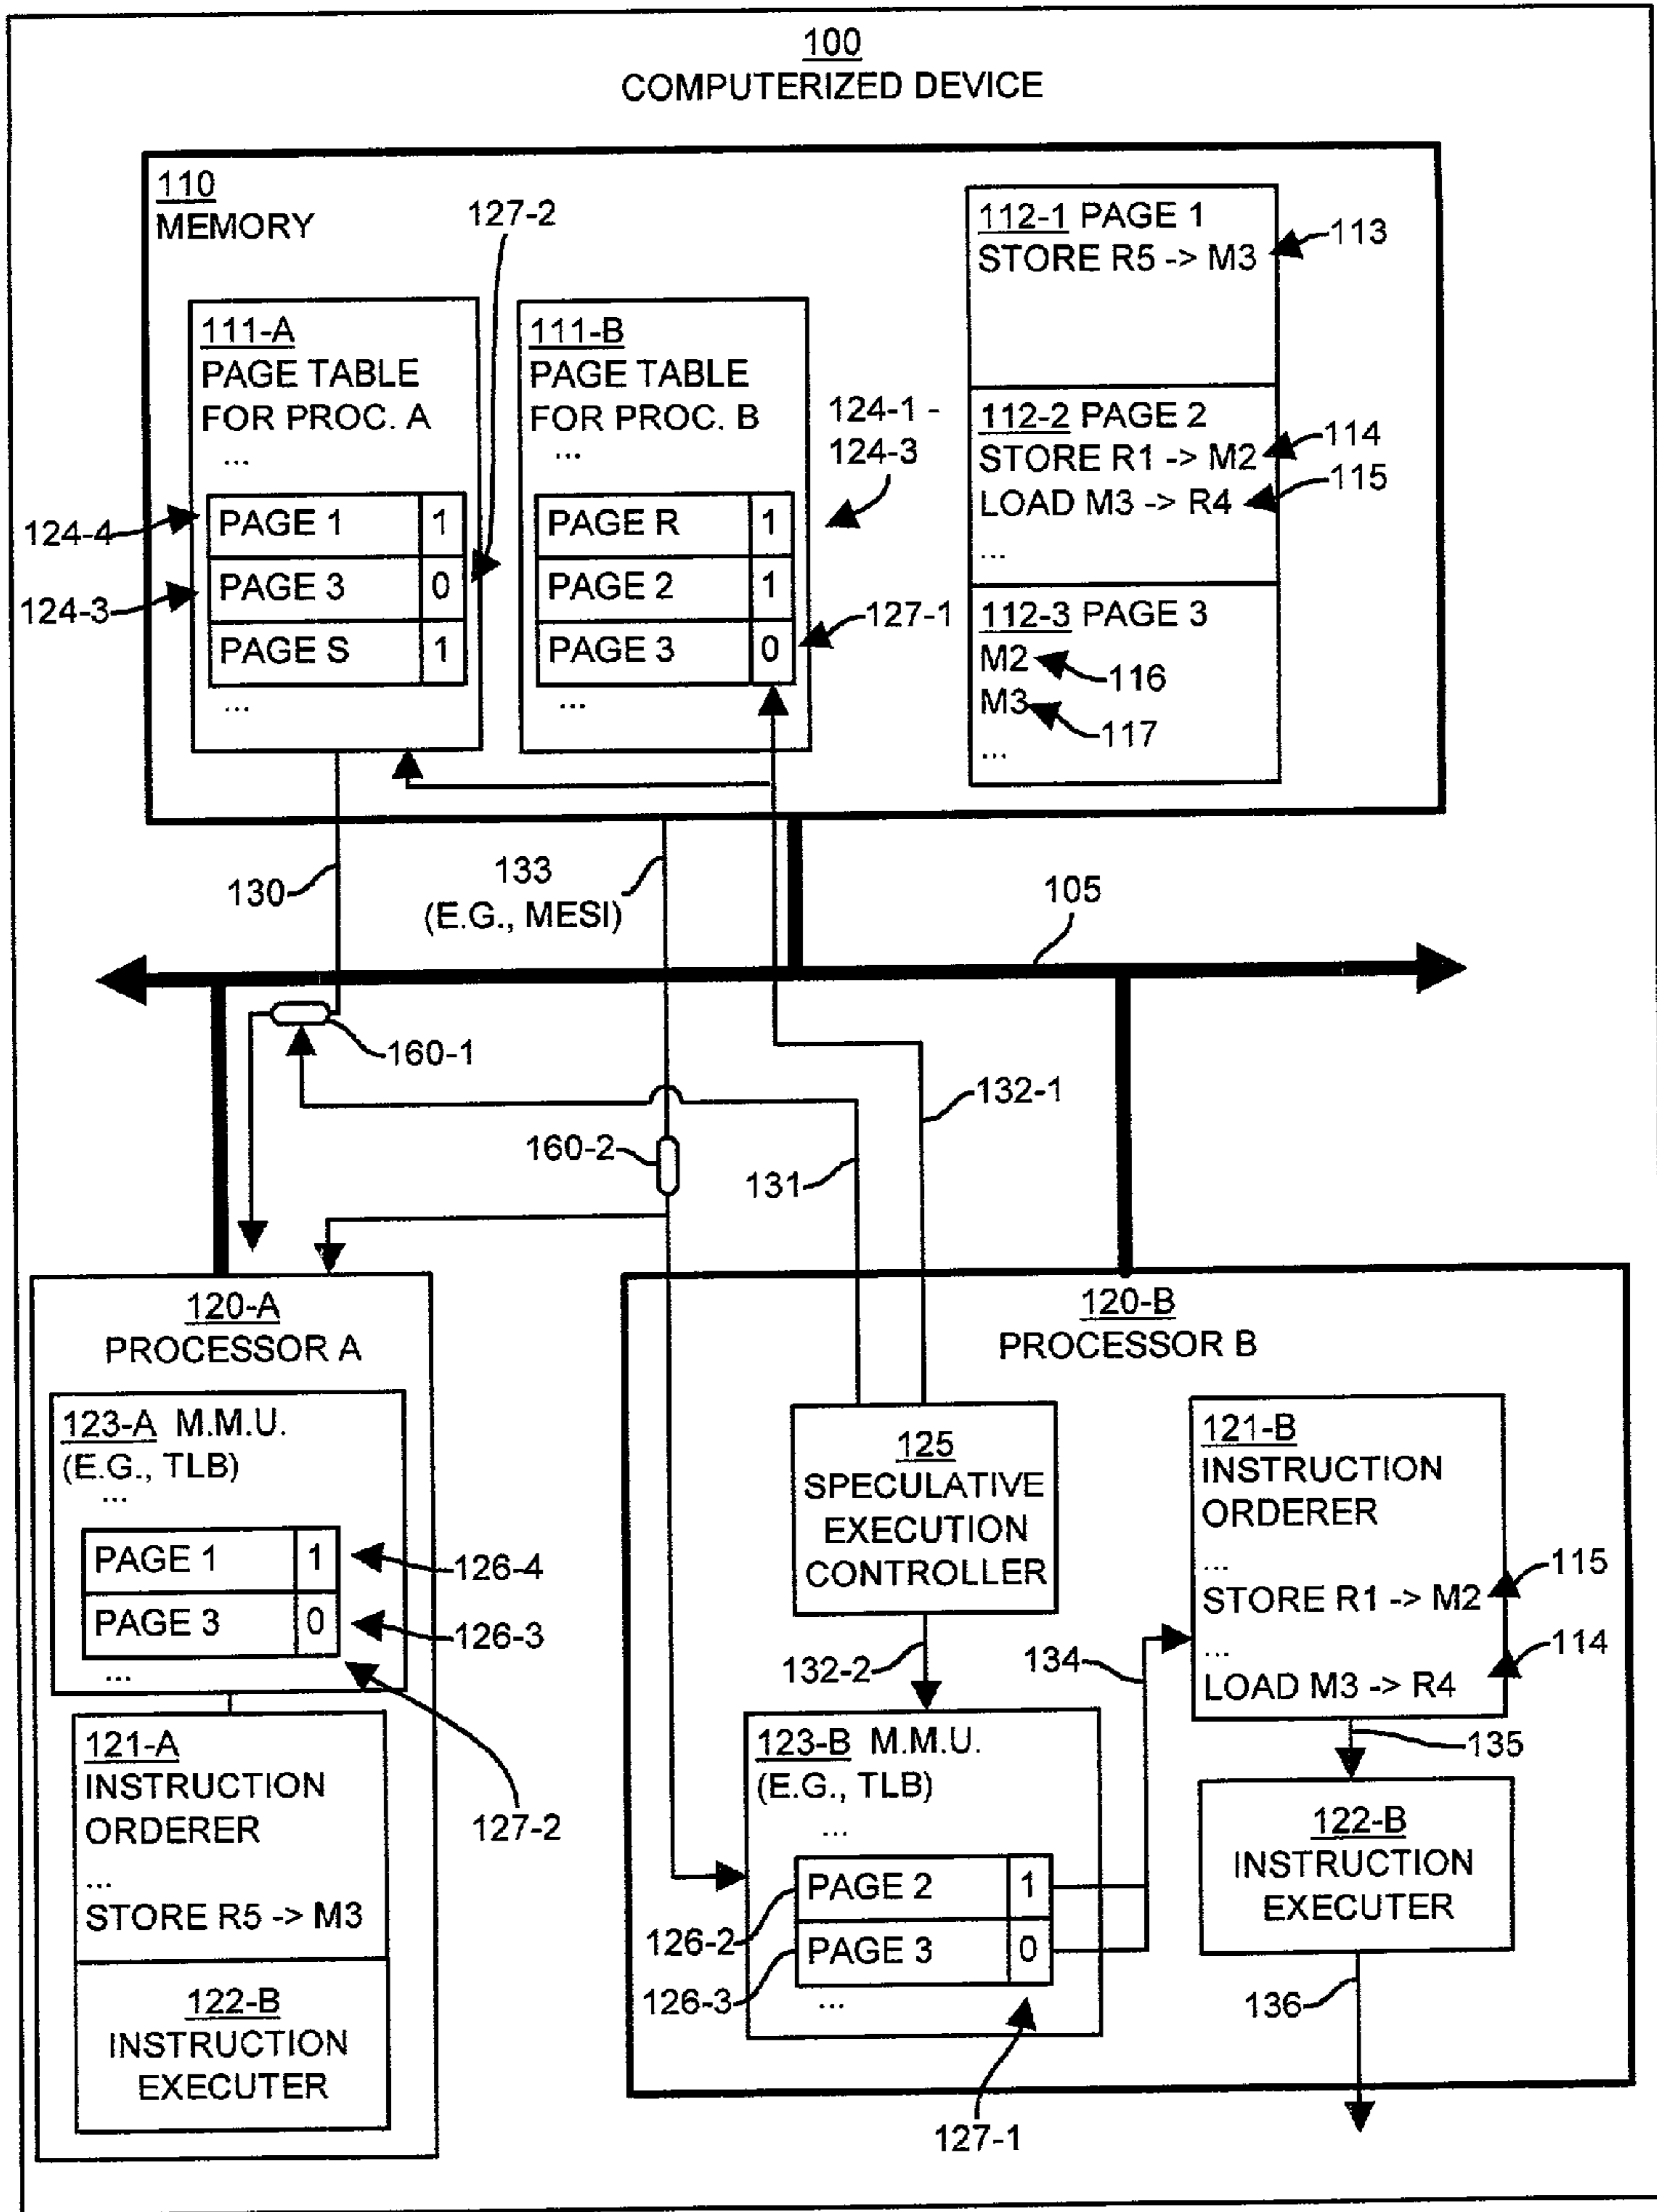 100
COMPUTERIZED DEVICE
110
MEMORY
127-2
111-A
PAGE TABLE
FOR PROC. A
...
PAGE 1 1
PAGE 3 0
PAGE S 1
...
124-4
124-3
111-B
PAGE TABLE
FOR PROC. B
...
PAGE R 1
PAGE 2 1
PAGE 3 0
...
124-1 -
124-3
127-1
112-1 PAGE 1
STORE R5 -> M3
113
112-2 PAGE 2
STORE R1 -> M2
114
LOAD M3 -> R4
115
...
112-3 PAGE 3
M2
116
M3
117
...
130
133
(E.G., MESI)
105
160-1
132-1
160-2
131
120-A
PROCESSOR A
123-A M.M.U.
(E.G., TLB)
...
PAGE 1 1
126-4
PAGE 3 0
126-3
...
127-2
121-A
INSTRUCTION
ORDERER
...
STORE R5 -> M3
122-B
INSTRUCTION
EXECUTER
120-B
PROCESSOR B
125
SPECULATIVE
EXECUTION
CONTROLLER
132-2
134
121-B
INSTRUCTION
ORDERER
...
STORE R1 -> M2
115
...
114
LOAD M3 -> R4
135
123-B M.M.U.
(E.G., TLB)
...
PAGE 2 1
126-2
PAGE 3 0
126-3
...
127-1
122-B
INSTRUCTION
EXECUTER
136